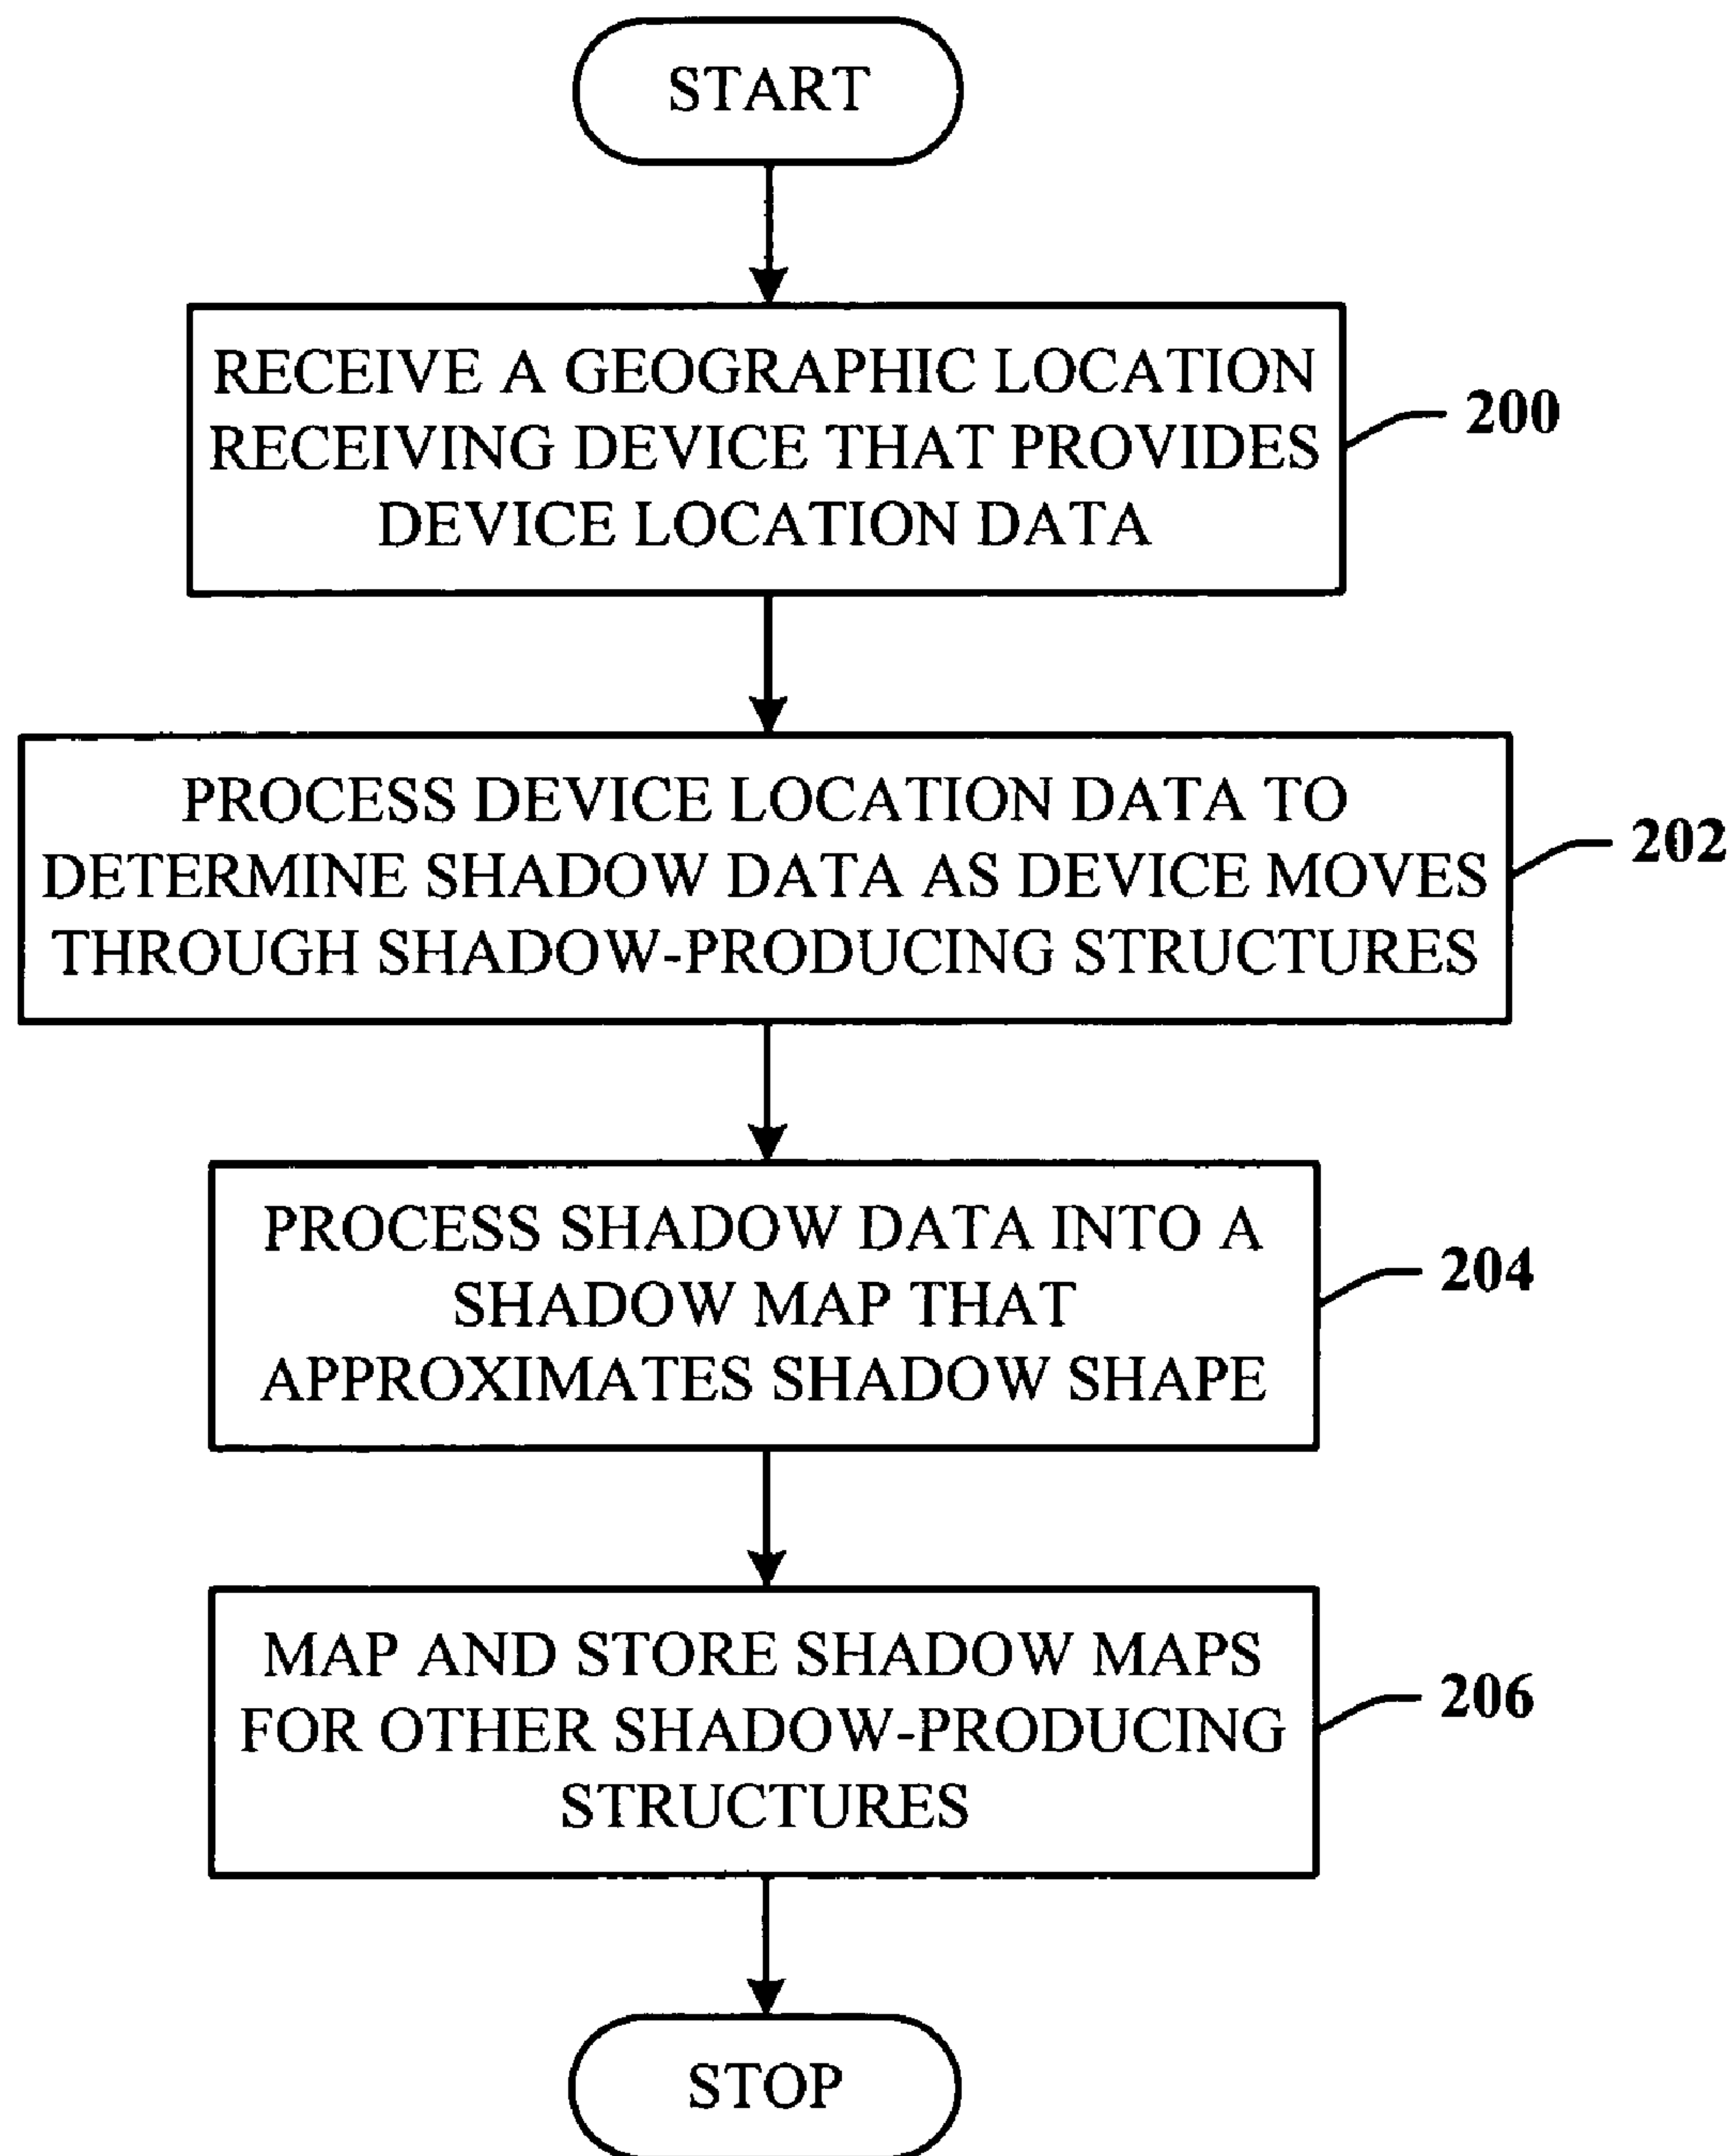 START
RECEIVE A GEOGRAPHIC LOCATION
RECEIVING DEVICE THAT PROVIDES
DEVICE LOCATION DATA
200
PROCESS DEVICE LOCATION DATA TO
DETERMINE SHADOW DATA AS DEVICE MOVES
THROUGH SHADOW-PRODUCING STRUCTURES
202
PROCESS SHADOW DATA INTO A
SHADOW MAP THAT
APPROXIMATES SHADOW SHAPE
204
MAP AND STORE SHADOW MAPS
FOR OTHER SHADOW-PRODUCING
STRUCTURES
206
STOP